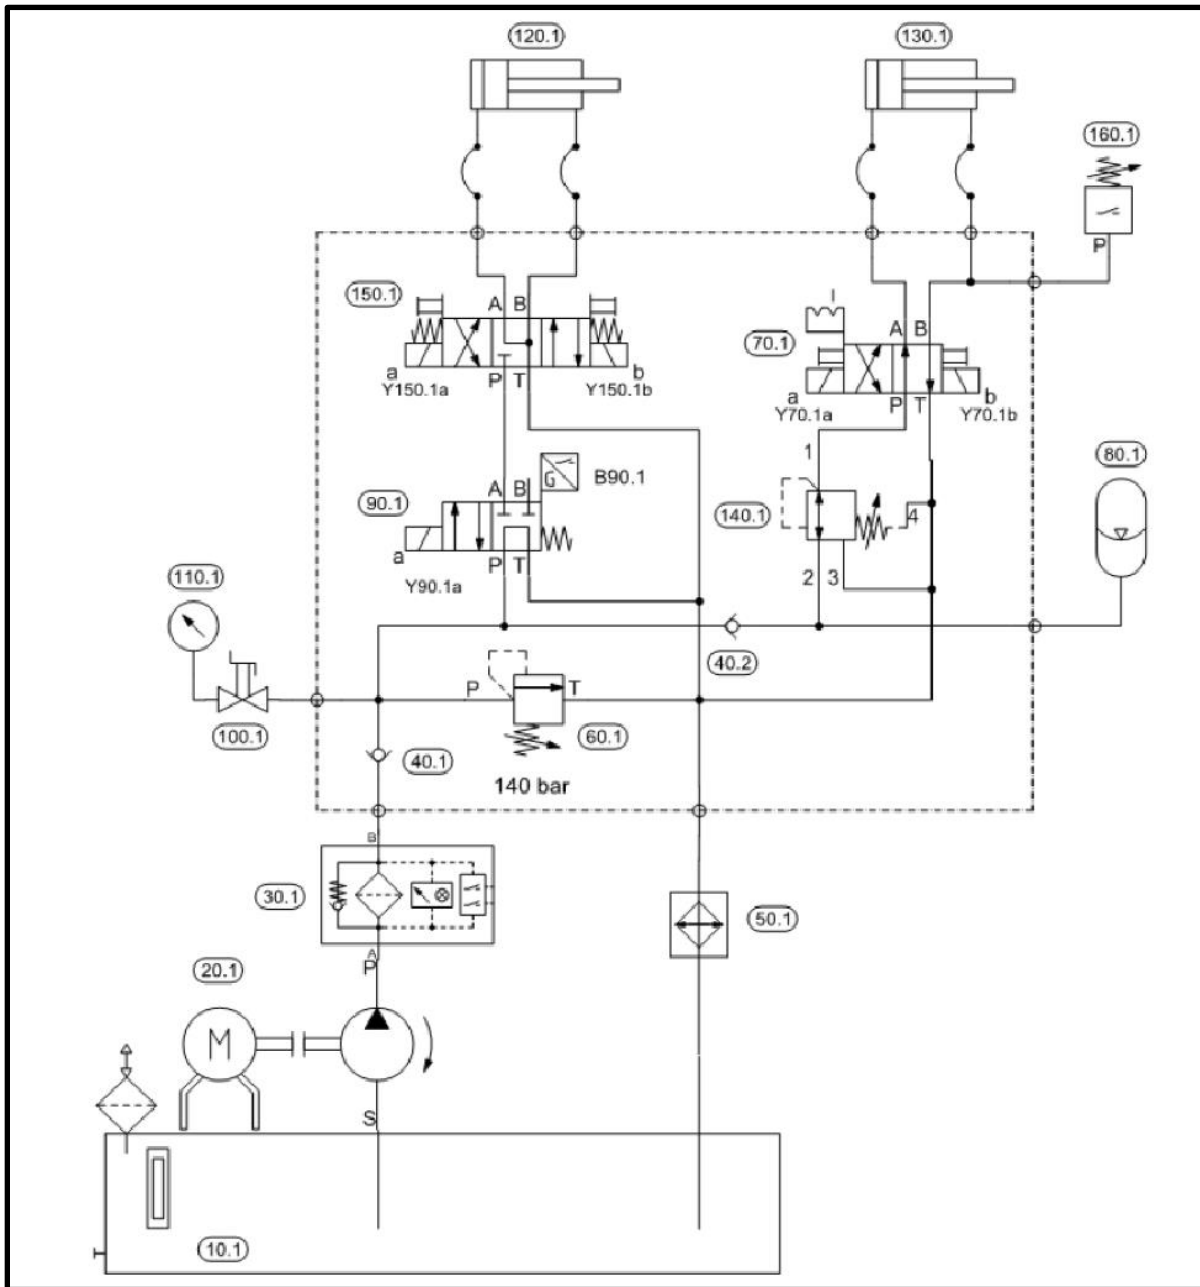 120.1
130.1
160.1
P
150.1
A B
a
P T
b
Y150.1a
Y150.1b
I
70.1
A B
a
P T
b
Y70.1a
Y70.1b
1
80.1
90.1
A B
G
B90.1
140.1
4
a
P T
Y90.1a
2 3
110.1
40.2
P T
100.1
60.1
40.1
140 bar
B
30.1
50.1
A
P
20.1
M
S
10.1